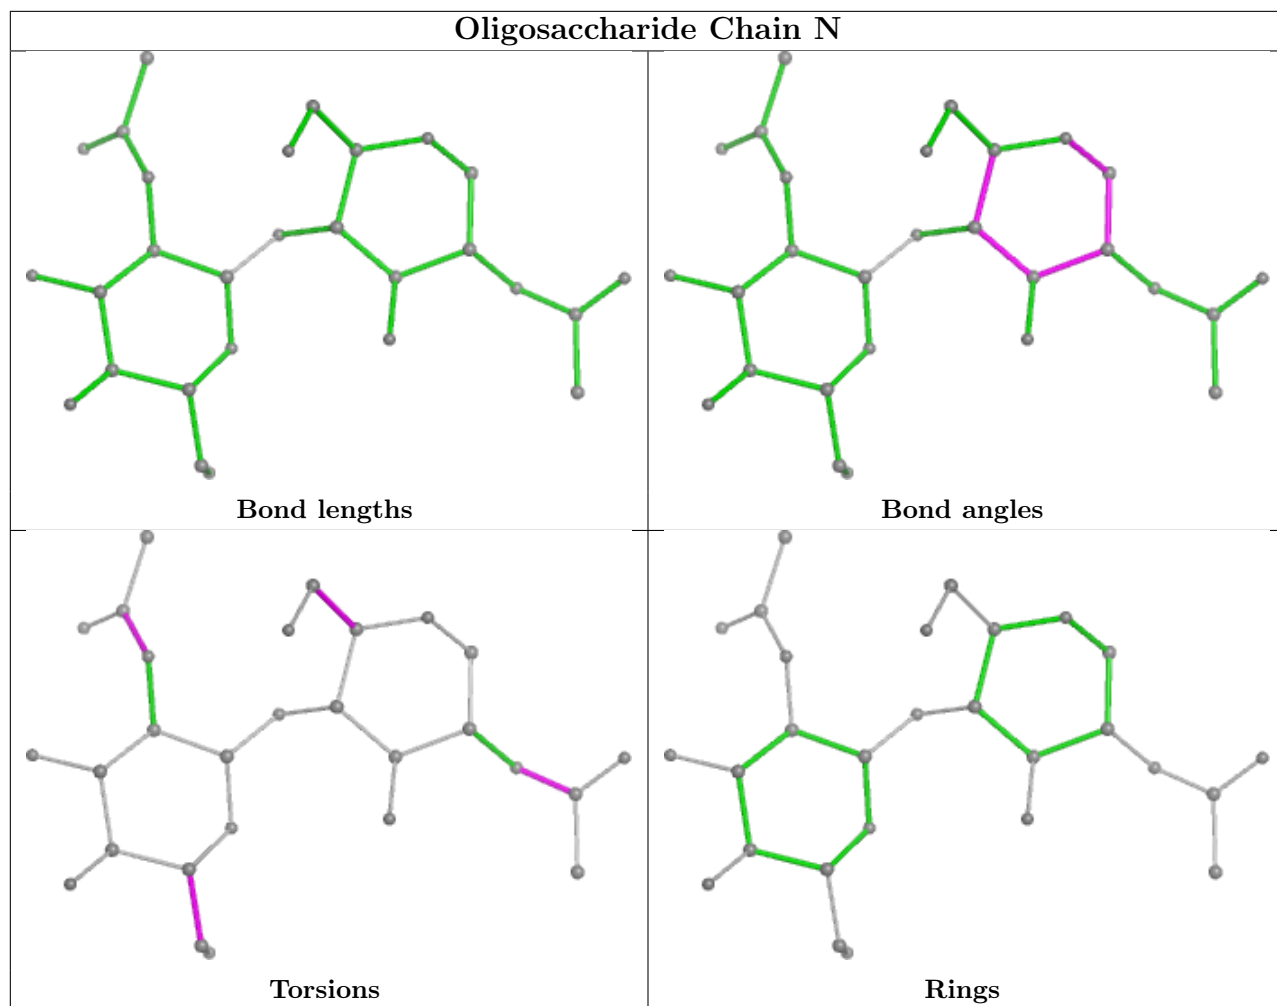 Oligosaccharide Chain N
Bond lengths
Bond angles
Torsions
Rings